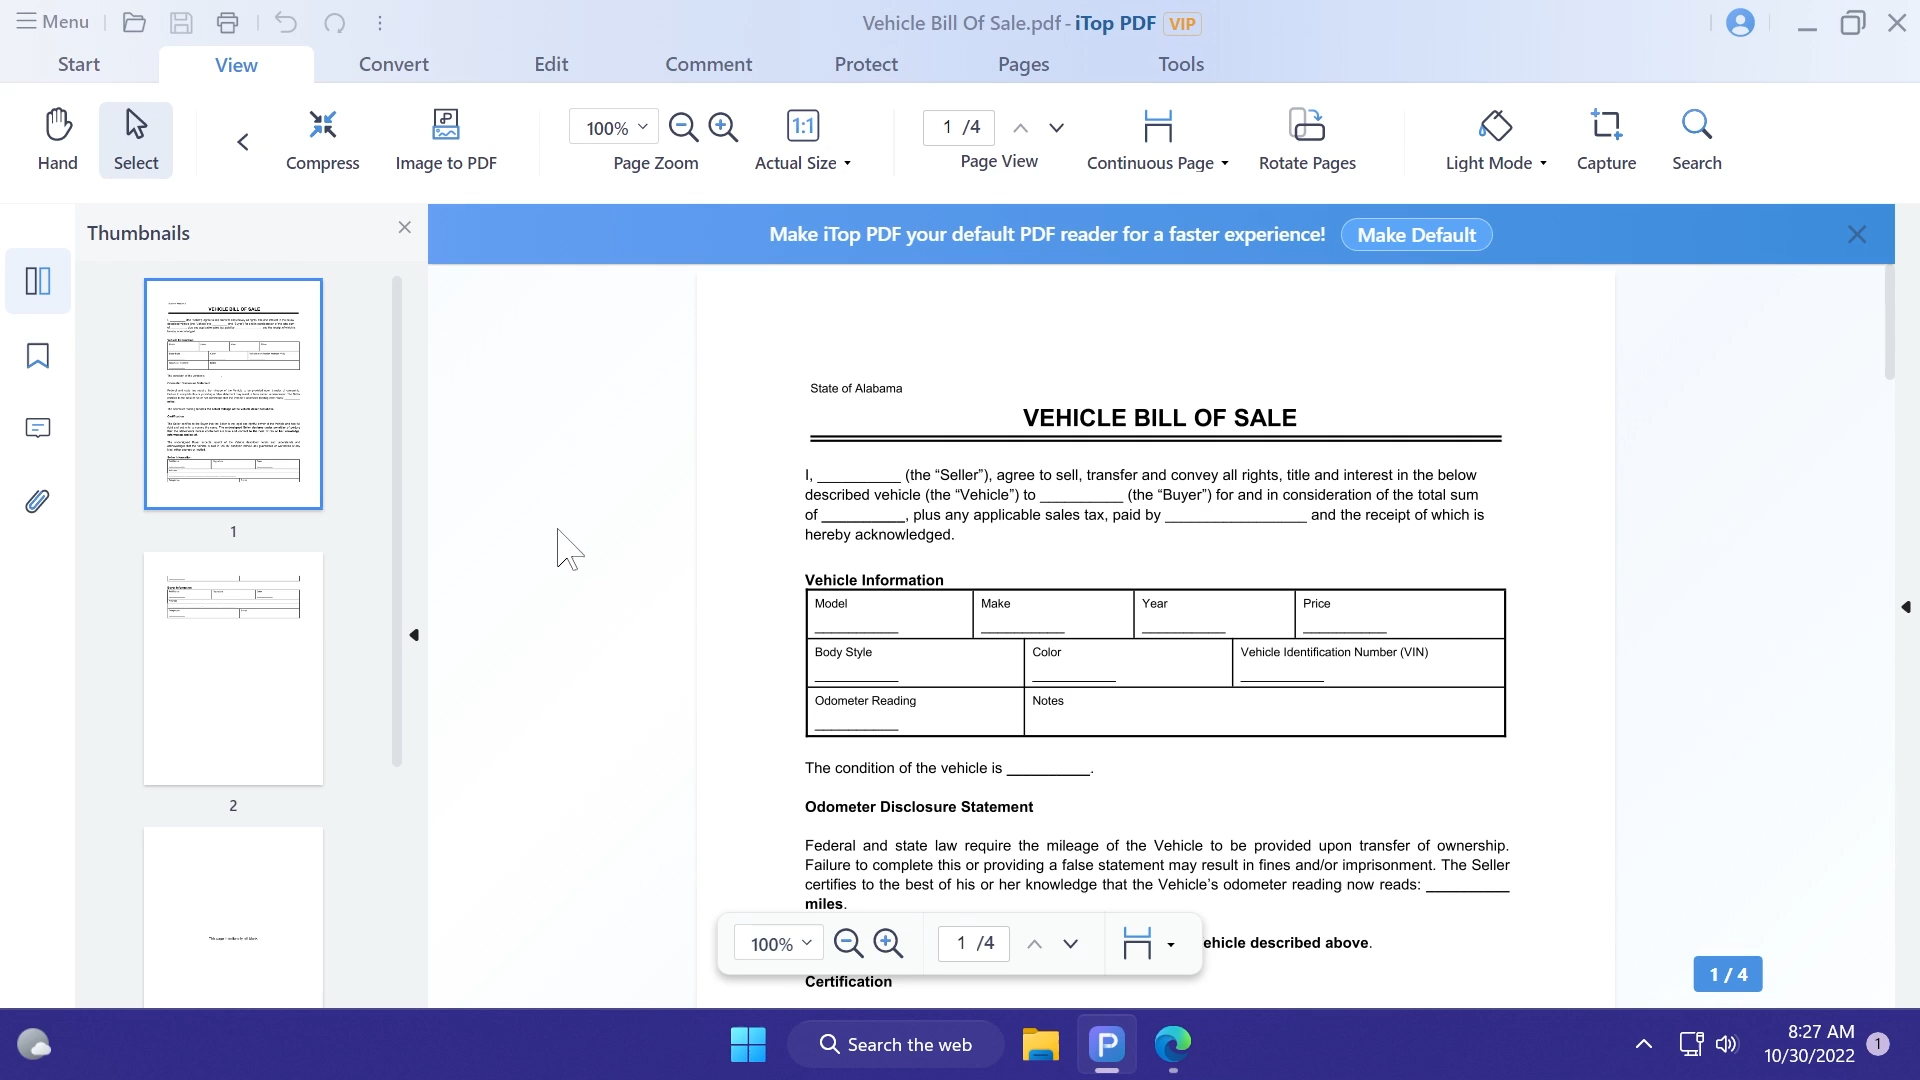 Menu
Vehicle Bill Of Sale.pdf - iTop PDF VIP
Start View Convert Edit Comment Protect Pages Tools
100% 1:1 1 /4
Hand Select Compress Image to PDF Page Zoom Actual Size Page View Continuous Page Rotate Pages Light Mode Capture Search
Thumbnails
Make iTop PDF your default PDF reader for a faster experience! Make Default
VEHICLE BILL OF SALE
1
2
State of Alabama
VEHICLE BILL OF SALE
I, __________ (the “Seller”), agree to sell, transfer and convey all rights, title and interest in the below
described vehicle (the “Vehicle”) to __________ (the “Buyer”) for and in consideration of the total sum
of __________, plus any applicable sales tax, paid by _________________ and the receipt of which is
hereby acknowledged.
Vehicle Information
Model Make Year Price
Body Style Color Vehicle Identification Number (VIN)
Odometer Reading Notes
The condition of the vehicle is __________.
Odometer Disclosure Statement
Federal and state law require the mileage of the Vehicle to be provided upon transfer of ownership.
Failure to complete this or providing a false statement may result in fines and/or imprisonment. The Seller
certifies to the best of his or her knowledge that the Vehicle’s odometer reading now reads: __________
miles.
ehicle described above.
Certification
100% 1 /4
1 / 4
Search the web
8:27 AM
10/30/2022
1